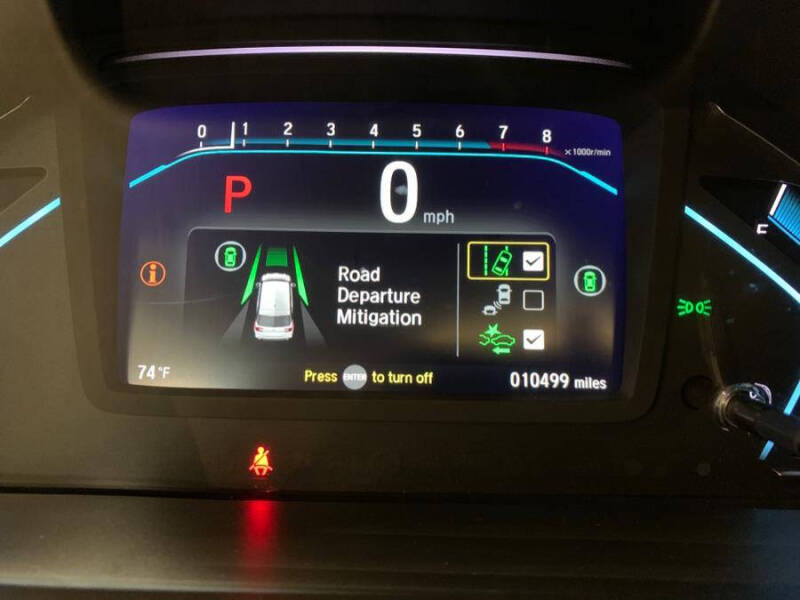 0 1 2 3 4 5 6 7 8
×1000r/min
P 0 mph
Road
Departure
Mitigation
F
74°F
Press ENTER to turn off
010499 miles